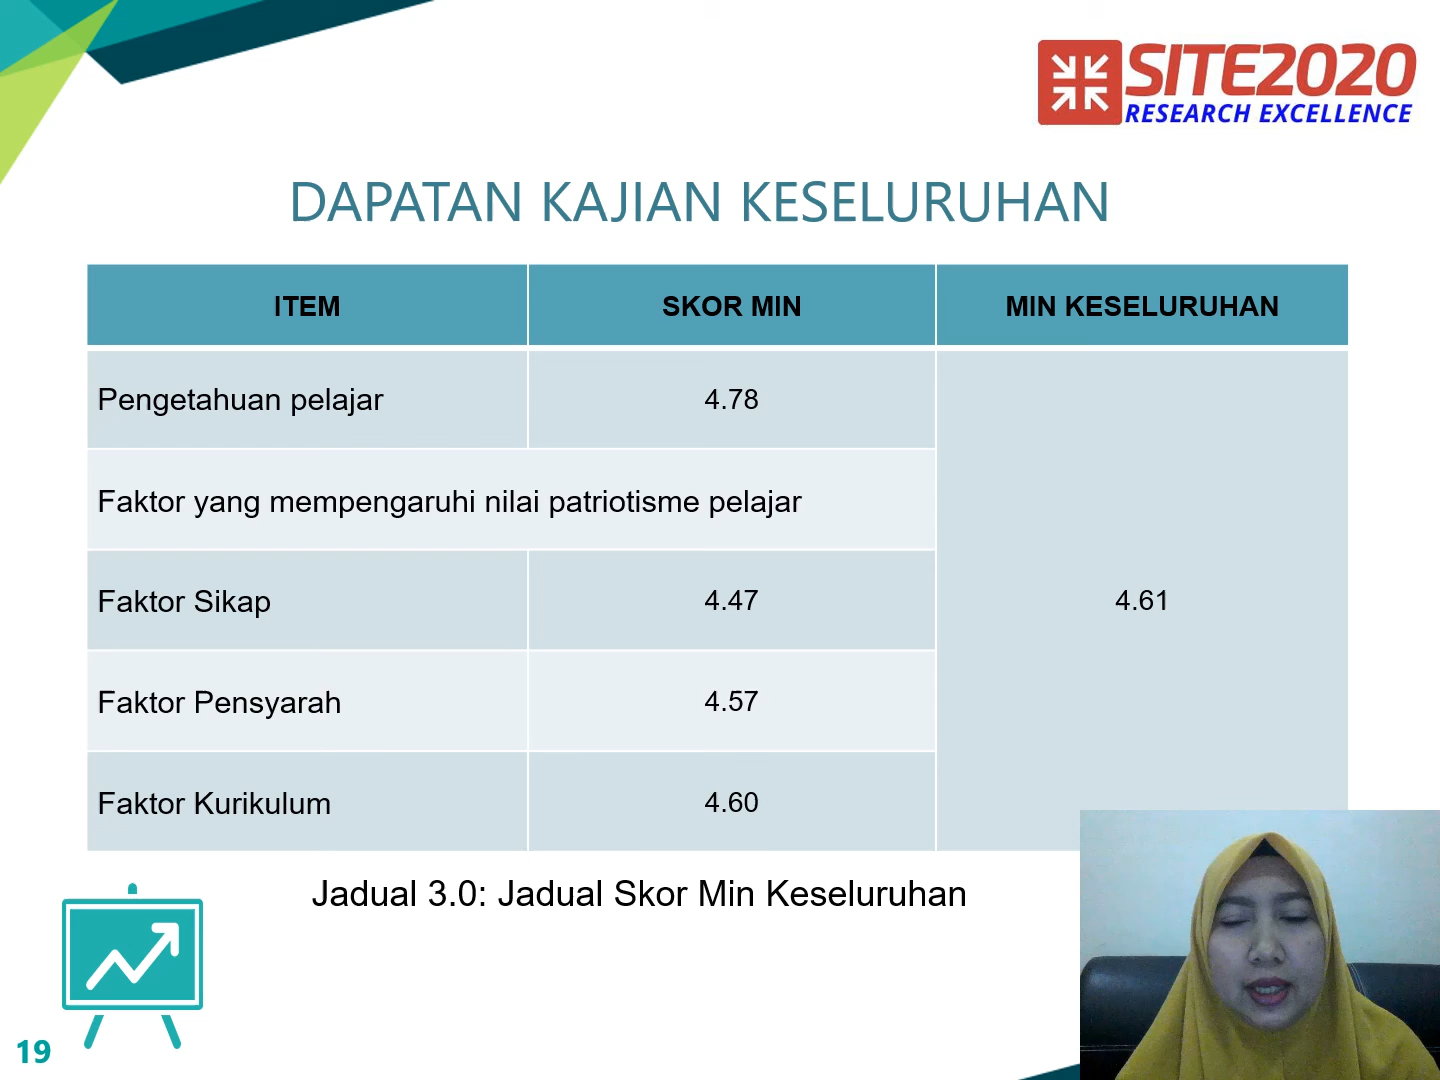 SITE2020
RESEARCH EXCELLENCE
DAPATAN KAJIAN KESELURUHAN
ITEM
SKOR MIN
MIN KESELURUHAN
Pengetahuan pelajar
4.78
Faktor yang mempengaruhi nilai patriotisme pelajar
Faktor Sikap
4.47
4.61
Faktor Pensyarah
4.57
Faktor Kurikulum
4.60
Jadual 3.0: Jadual Skor Min Keseluruhan
19